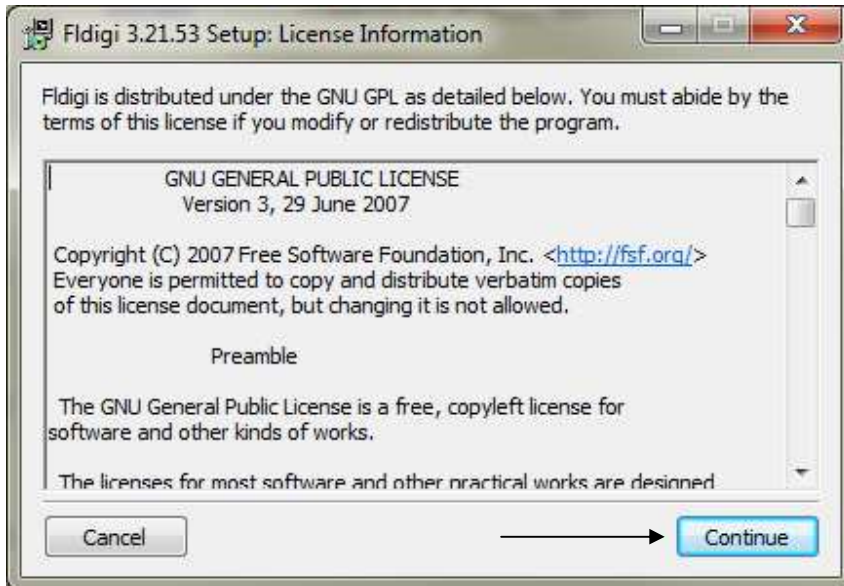 Fldigi 3.21.53 Setup: License Information
Fldigi is distributed under the GNU GPL as detailed below. You must abide by the
terms of this license if you modify or redistribute the program.
GNU GENERAL PUBLIC LICENSE
Version 3, 29 June 2007
Copyright (C) 2007 Free Software Foundation, Inc. <http://fsf.org/>
Everyone is permitted to copy and distribute verbatim copies
of this license document, but changing it is not allowed.
Preamble
The GNU General Public License is a free, copyleft license for
software and other kinds of works.
The licenses for most software and other practical works are designed
Cancel
Continue